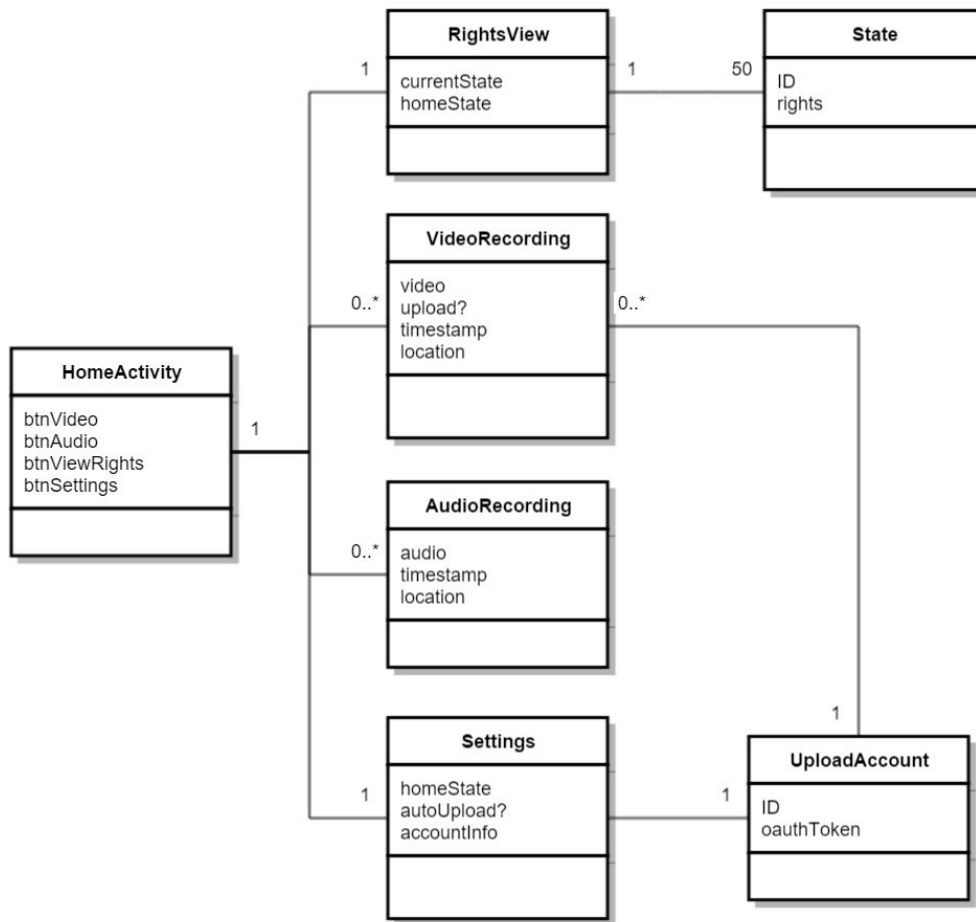 RightsView
currentState
homeState
1
1
50
State
ID
rights
VideoRecording
video
upload?
timestamp
location
0..*
0..*
HomeActivity
btnVideo
btnAudio
btnViewRights
btnSettings
1
AudioRecording
audio
timestamp
location
0..*
Settings
homeState
autoUpload?
accountInfo
1
1
1
UploadAccount
ID
oauthToken